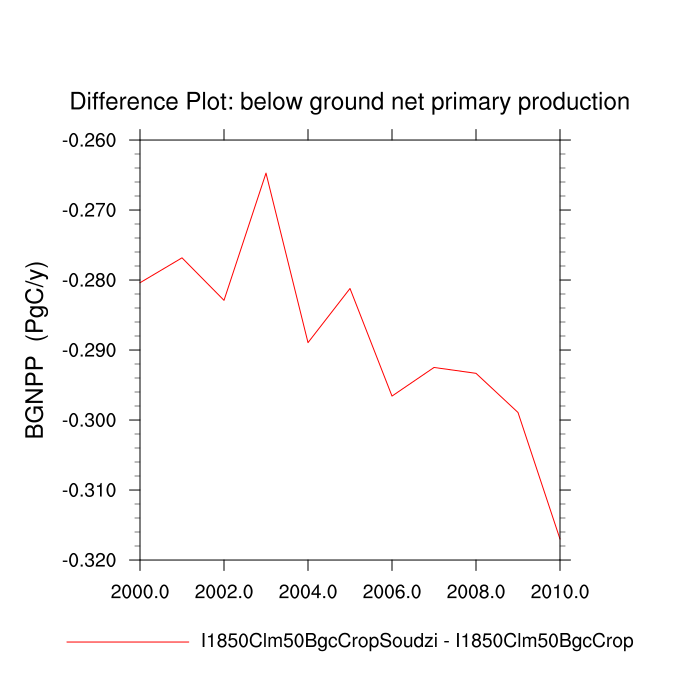 Difference Plot: below ground net primary production
BGNPP (PgC/y)
-0.260
-0.270
-0.280
-0.290
-0.300
-0.310
-0.320
2000.0 2002.0 2004.0 2006.0 2008.0 2010.0
I1850Clm50BgcCropSoudzi - I1850Clm50BgcCrop